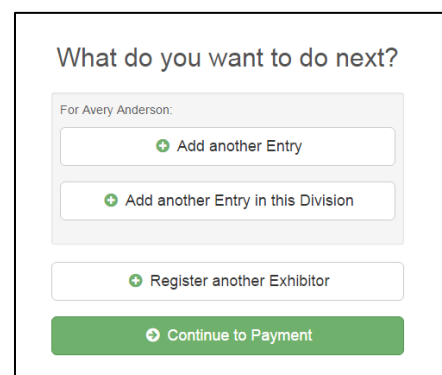 What do you want to do next?
For Avery Anderson:
Add another Entry
Add another Entry in this Division
Register another Exhibitor
Continue to Payment